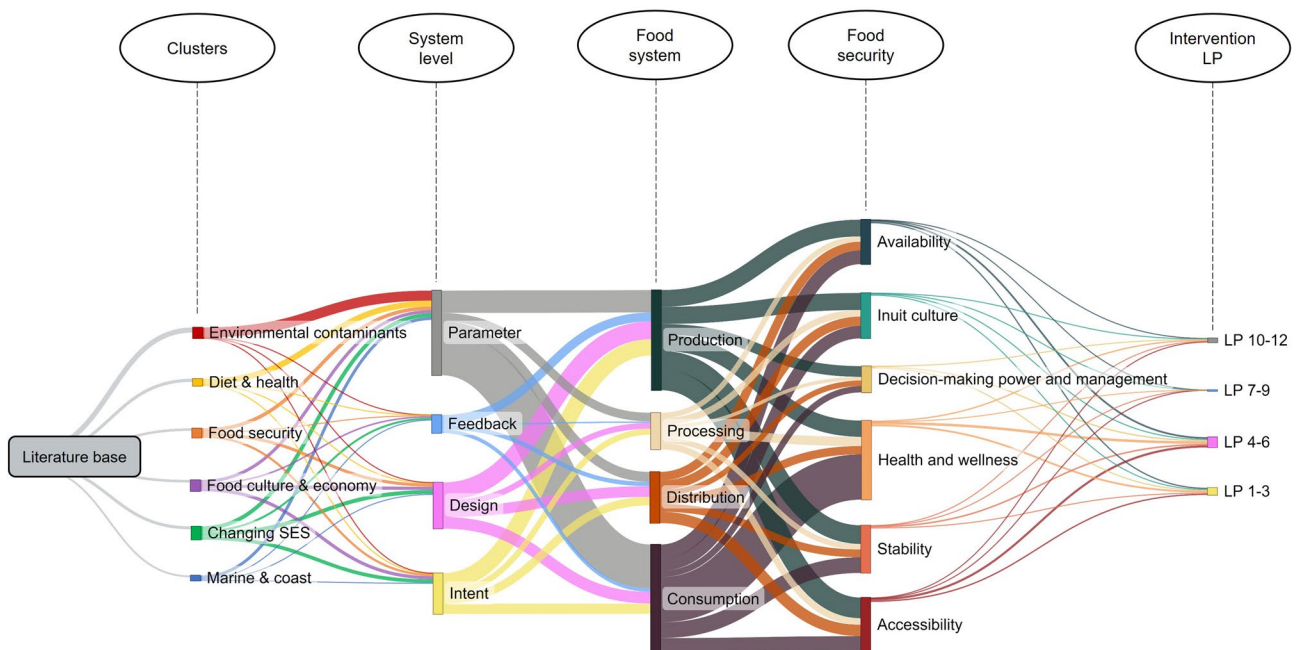 Clusters
System
level
Food
system
Food
security
Intervention
LP
Literature base
Environmental contaminants
Diet & health
Food security
Food culture & economy
Changing SES
Marine & coast
Parameter
Feedback
Design
Intent
Production
Processing
Distribution
Consumption
Availability
Inuit culture
Decision-making power and management
Health and wellness
Stability
Accessibility
LP 10-12
LP 7-9
LP 4-6
LP 1-3